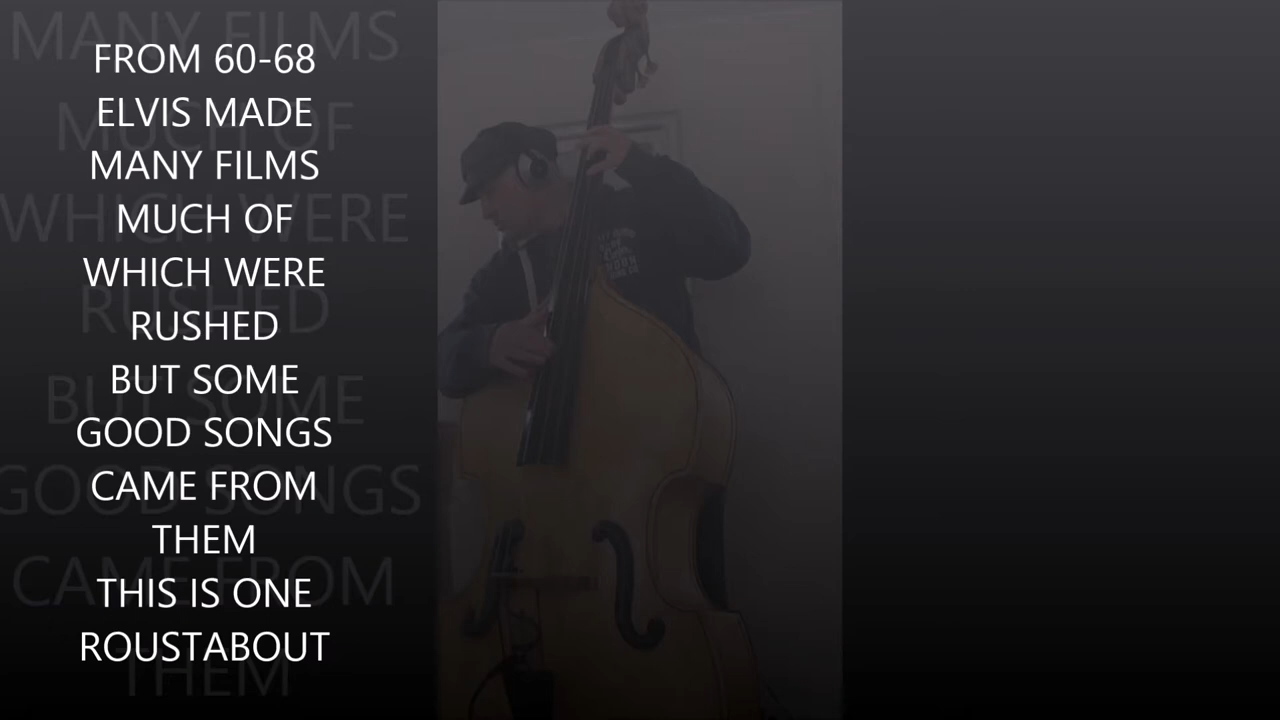 FROM 60-68
ELVIS MADE
MANY FILMS
MUCH OF
WHICH WERE
RUSHED
BUT SOME
GOOD SONGS
CAME FROM
THEM
THIS IS ONE
ROUSTABOUT